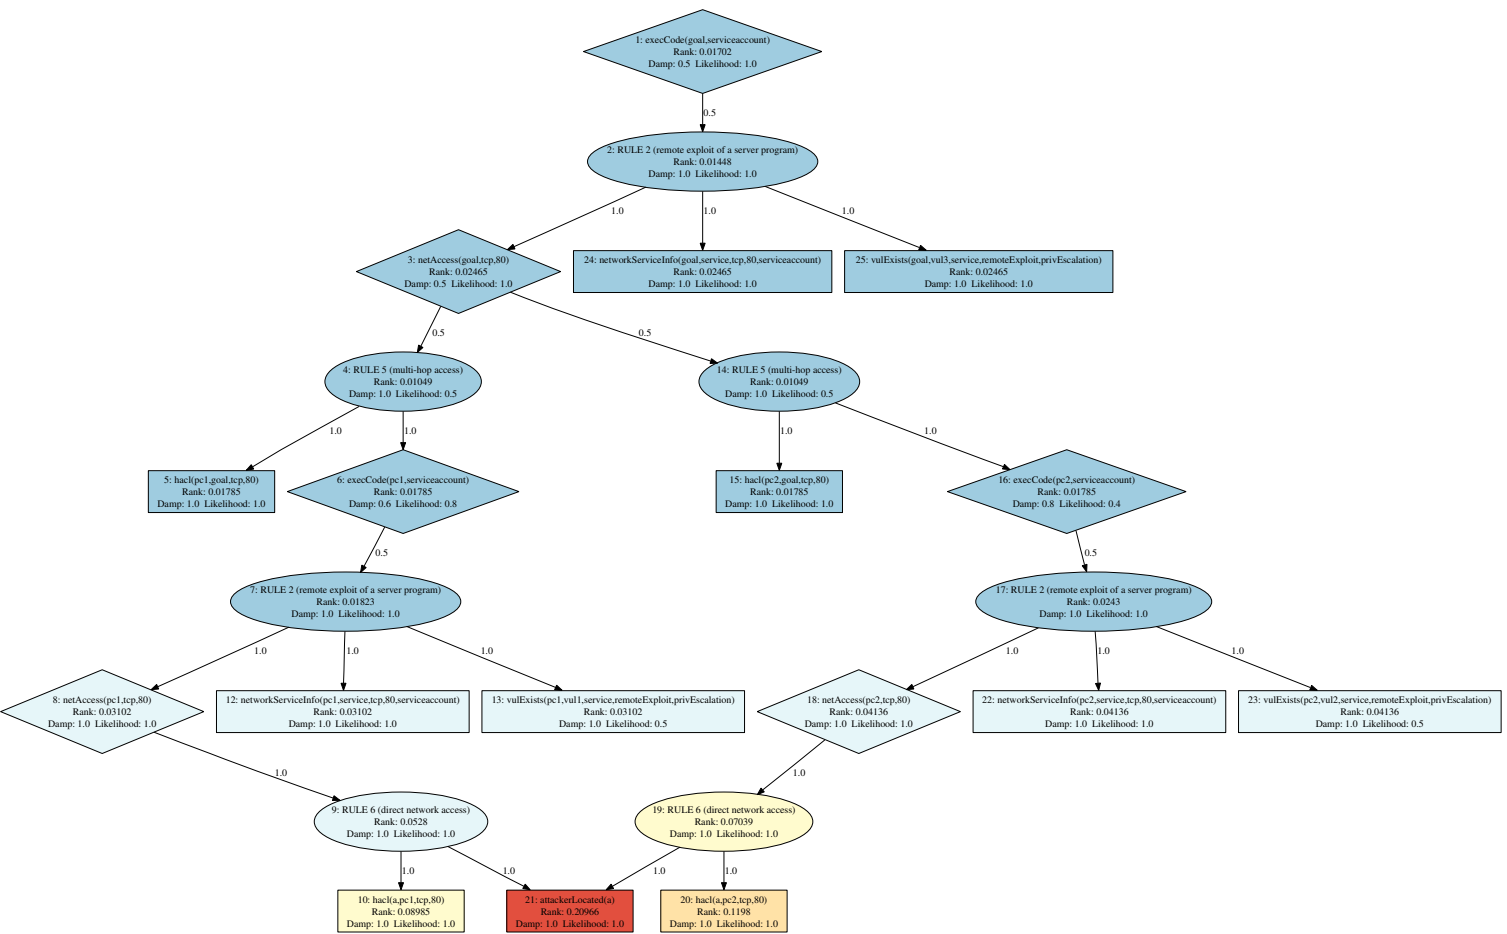 1: execCode(goal,serviceaccount)
Rank: 0.01702
Damp: 0.5 Likelihood: 1.0
0.5
2: RULE 2 (remote exploit of a server program)
Rank: 0.01448
Damp: 1.0 Likelihood: 1.0
1.0
1.0
1.0
3: netAccess(goal,tcp,80)
Rank: 0.02465
Damp: 0.5 Likelihood: 1.0
24: networkServiceInfo(goal,service,tcp,80,serviceaccount)
Rank: 0.02465
Damp: 1.0 Likelihood: 1.0
25: vulExists(goal,vul3,service,remoteExploit,privEscalation)
Rank: 0.02465
Damp: 1.0 Likelihood: 1.0
0.5
0.5
4: RULE 5 (multi-hop access)
Rank: 0.01049
Damp: 1.0 Likelihood: 0.5
14: RULE 5 (multi-hop access)
Rank: 0.01049
Damp: 1.0 Likelihood: 0.5
1.0
1.0
1.0
1.0
5: hacl(pc1,goal,tcp,80)
Rank: 0.01785
Damp: 1.0 Likelihood: 1.0
6: execCode(pc1,serviceaccount)
Rank: 0.01785
Damp: 0.6 Likelihood: 0.8
15: hacl(pc2,goal,tcp,80)
Rank: 0.01785
Damp: 1.0 Likelihood: 1.0
16: execCode(pc2,serviceaccount)
Rank: 0.01785
Damp: 0.8 Likelihood: 0.4
0.5
0.5
7: RULE 2 (remote exploit of a server program)
Rank: 0.01823
Damp: 1.0 Likelihood: 1.0
17: RULE 2 (remote exploit of a server program)
Rank: 0.0243
Damp: 1.0 Likelihood: 1.0
1.0
1.0
1.0
1.0
1.0
1.0
8: netAccess(pc1,tcp,80)
Rank: 0.03102
Damp: 1.0 Likelihood: 1.0
12: networkServiceInfo(pc1,service,tcp,80,serviceaccount)
Rank: 0.03102
Damp: 1.0 Likelihood: 1.0
13: vulExists(pc1,vul1,service,remoteExploit,privEscalation)
Rank: 0.03102
Damp: 1.0 Likelihood: 0.5
18: netAccess(pc2,tcp,80)
Rank: 0.04136
Damp: 1.0 Likelihood: 1.0
22: networkServiceInfo(pc2,service,tcp,80,serviceaccount)
Rank: 0.04136
Damp: 1.0 Likelihood: 1.0
23: vulExists(pc2,vul2,service,remoteExploit,privEscalation)
Rank: 0.04136
Damp: 1.0 Likelihood: 0.5
1.0
1.0
9: RULE 6 (direct network access)
Rank: 0.0528
Damp: 1.0 Likelihood: 1.0
19: RULE 6 (direct network access)
Rank: 0.07039
Damp: 1.0 Likelihood: 1.0
1.0
1.0
1.0
1.0
10: hacl(a,pc1,tcp,80)
Rank: 0.08985
Damp: 1.0 Likelihood: 1.0
21: attackerLocated(a)
Rank: 0.20966
Damp: 1.0 Likelihood: 1.0
20: hacl(a,pc2,tcp,80)
Rank: 0.1198
Damp: 1.0 Likelihood: 1.0